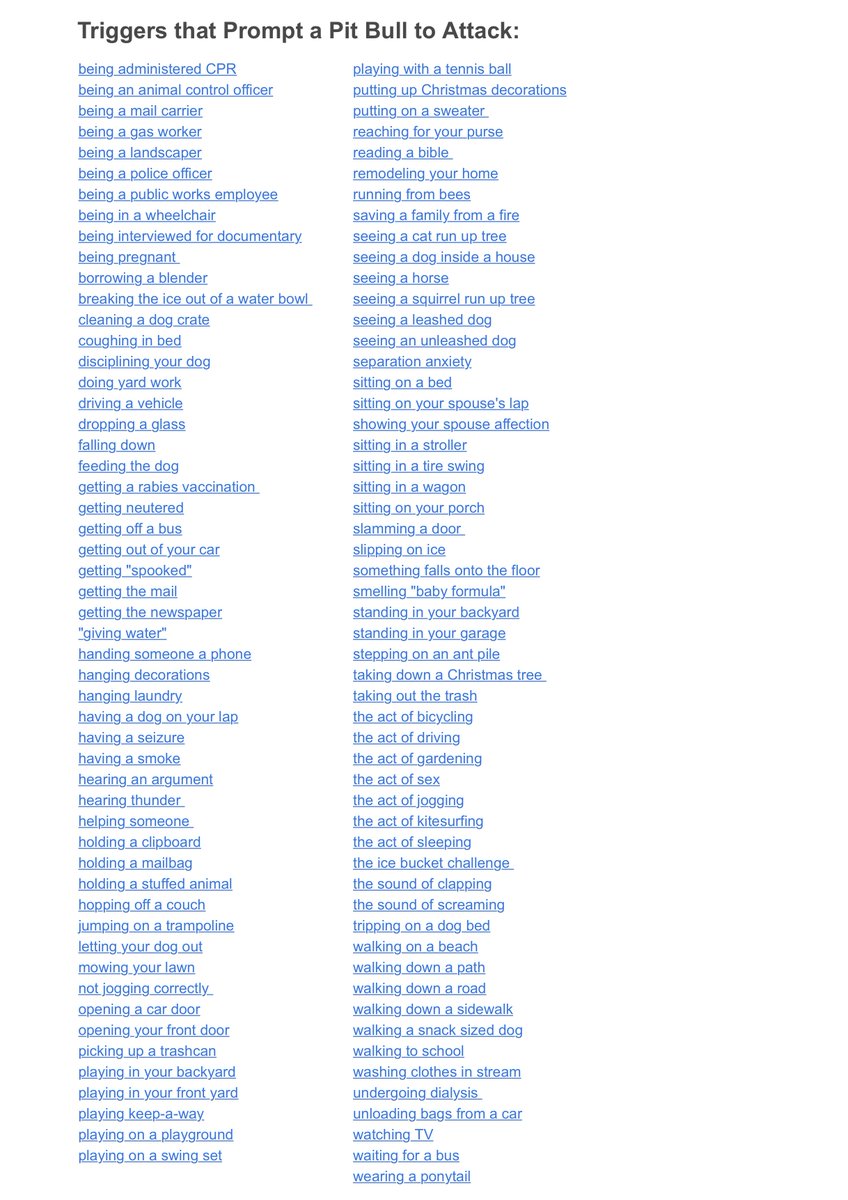 Triggers that Prompt a Pit Bull to Attack:
being administered CPR
being an animal control officer
being a mail carrier
being a gas worker
being a landscaper
being a police officer
being a public works employee
being in a wheelchair
being interviewed for documentary
being pregnant
borrowing a blender
breaking the ice out of a water bowl
cleaning a dog crate
coughing in bed
disciplining your dog
doing yard work
driving a vehicle
dropping a glass
falling down
feeding the dog
getting a rabies vaccination
getting neutered
getting off a bus
getting out of your car
getting "spooked"
getting the mail
getting the newspaper
"giving water"
handing someone a phone
hanging decorations
hanging laundry
having a dog on your lap
having a seizure
having a smoke
hearing an argument
hearing thunder
helping someone
holding a clipboard
holding a mailbag
holding a stuffed animal
hopping off a couch
jumping on a trampoline
letting your dog out
mowing your lawn
not jogging correctly
opening a car door
opening your front door
picking up a trashcan
playing in your backyard
playing in your front yard
playing keep-a-way
playing on a playground
playing on a swing set
playing with a tennis ball
putting up Christmas decorations
putting on a sweater
reaching for your purse
reading a bible
remodeling your home
running from bees
saving a family from a fire
seeing a cat run up tree
seeing a dog inside a house
seeing a horse
seeing a squirrel run up tree
seeing a leashed dog
seeing an unleashed dog
separation anxiety
sitting on a bed
sitting on your spouse's lap
showing your spouse affection
sitting in a stroller
sitting in a tire swing
sitting in a wagon
sitting on your porch
slamming a door
slipping on ice
something falls onto the floor
smelling "baby formula"
standing in your backyard
standing in your garage
stepping on an ant pile
taking down a Christmas tree
taking out the trash
the act of bicycling
the act of driving
the act of gardening
the act of sex
the act of jogging
the act of kitesurfing
the act of sleeping
the ice bucket challenge
the sound of clapping
the sound of screaming
tripping on a dog bed
walking on a beach
walking down a path
walking down a road
walking down a sidewalk
walking a snack sized dog
walking to school
washing clothes in stream
undergoing dialysis
unloading bags from a car
watching TV
waiting for a bus
wearing a ponytail